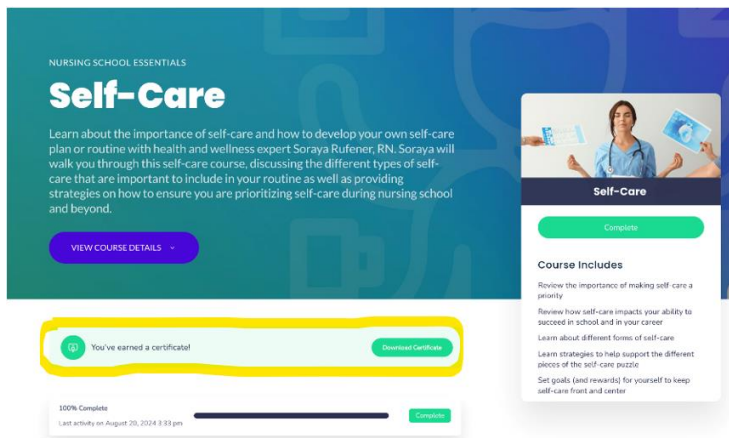 NURSING SCHOOL ESSENTIALS
Self-Care
Learn about the importance of self-care and how to develop your own self-care
plan or routine with health and wellness expert Soraya Rufener, RN. Soraya will
walk you through this self-care course, discussing the different types of self-
care that are important to include in your routine as well as providing
strategies on how to ensure you are prioritizing self-care during nursing school
and beyond.
VIEW COURSE DETAILS
You've earned a certificate!
Download Certificate
100% Complete
Last activity on August 20, 2024 3:33 pm
Complete
Self-Care
Complete
Course Includes
Review the importance of making self-care a
priority
Review how self-care impacts your ability to
succeed in school and in your career
Learn about different forms of self-care
Learn strategies to help support the different
pieces of the self-care puzzle
Set goals (and rewards) for yourself to keep
self-care front and center